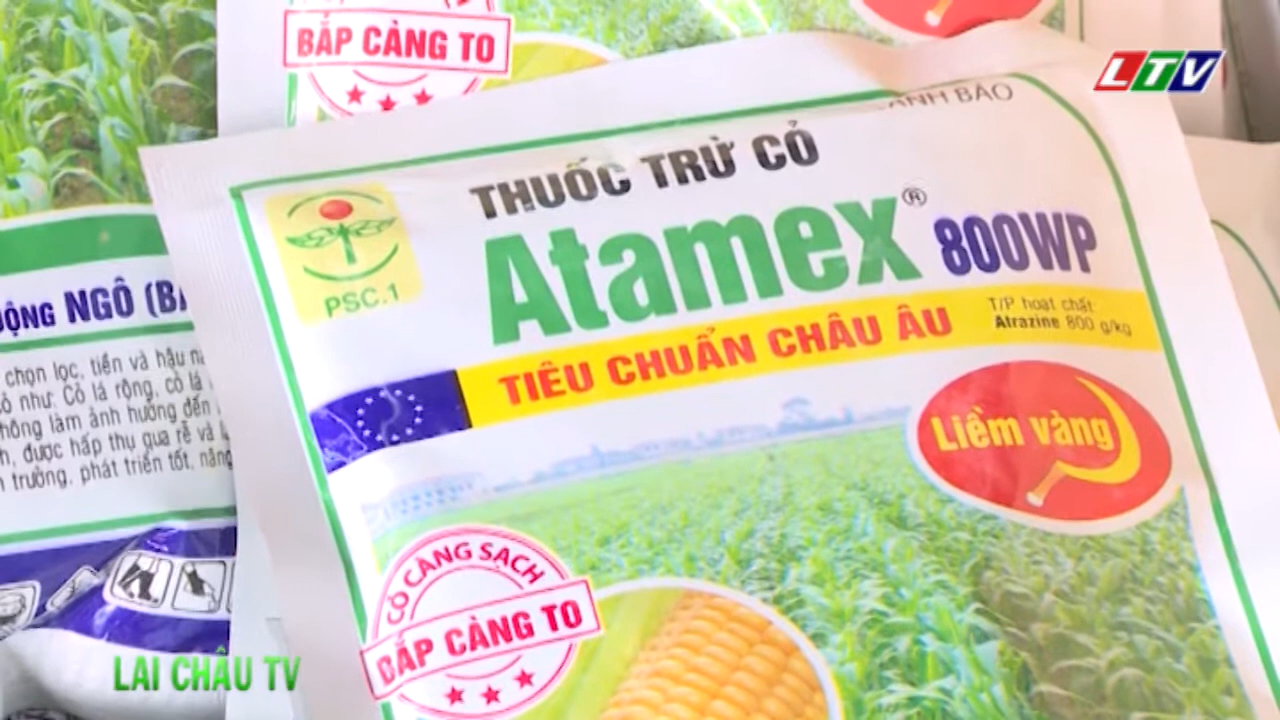 BẮP CÀNG TO
LTV
CẢNH BÁO
THUỐC TRỪ CỎ
Atamex® 800WP
PSC.1
TIÊU CHUẨN CHÂU ÂU
T/P hoạt chất:
Atrazine 800 g/kg
Liềm vàng
CỎ CÀNG SẠCH
BẮP CÀNG TO
NGÔ
chọn lọc, tiền và hậu
như: Cỏ lá rộng, cỏ lá
làm ảnh hưởng đến
được hấp thụ qua rễ và
trưởng, phát triển tốt,
LAI CHÂU TV